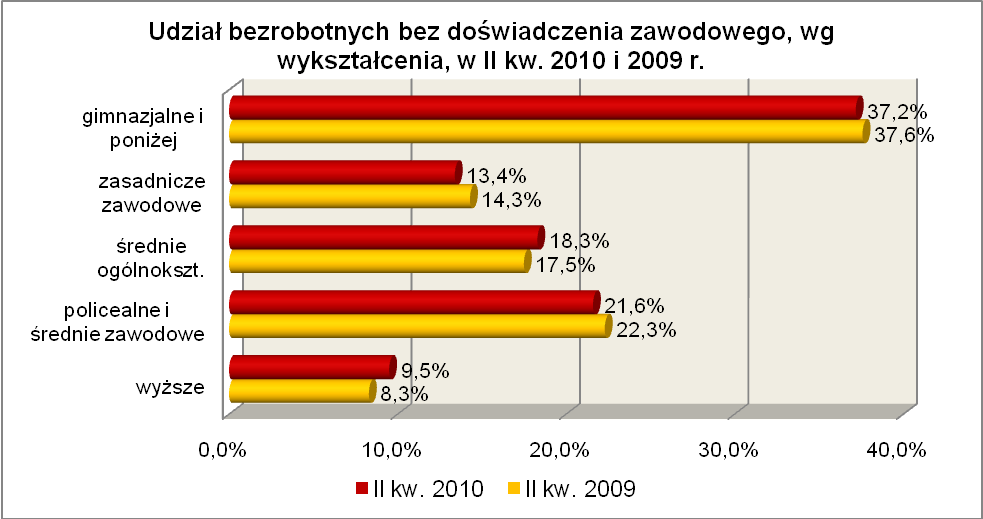 Udział bezrobotnych bez doświadczenia zawodowego, wg
wykształcenia, w II kw. 2010 i 2009 r.
gimnazjalne i
poniżej
37,2%
37,6%
zasadnicze
zawodowe
13,4%
14,3%
średnie
ogólnokszt.
18,3%
17,5%
policealne i
średnie zawodowe
21,6%
22,3%
wyższe
9,5%
8,3%
0,0% 10,0% 20,0% 30,0% 40,0%
II kw. 2010 II kw. 2009